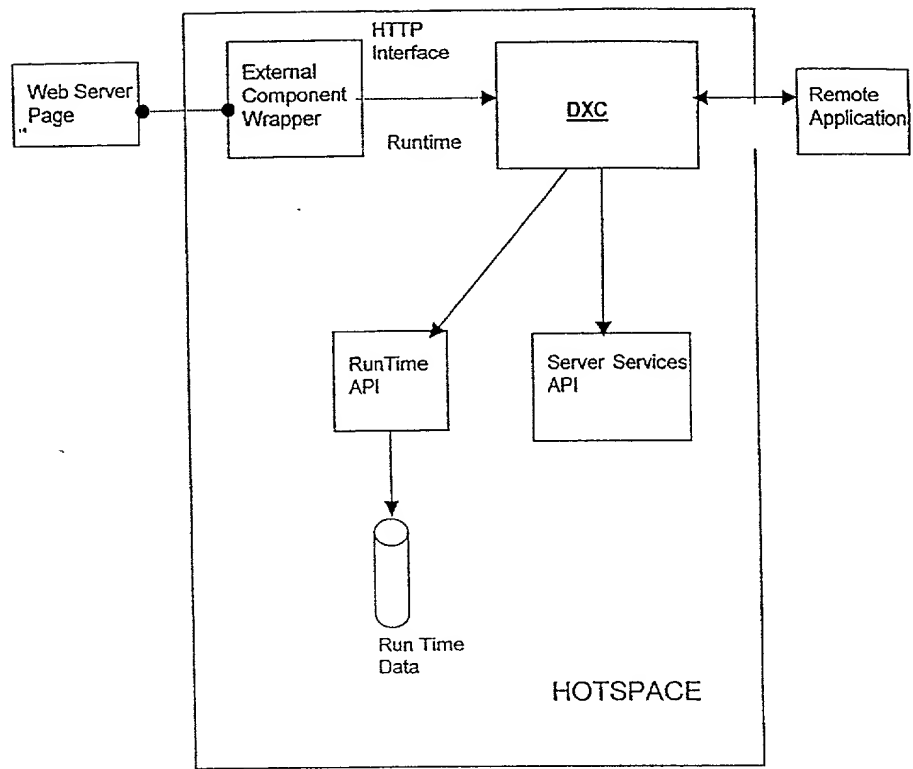 HTTP
Interface
Web Server
Page
External
Component
Wrapper
DXC
Remote
Application
Runtime
RunTime
API
Server Services
API
Run Time
Data
HOTSPACE